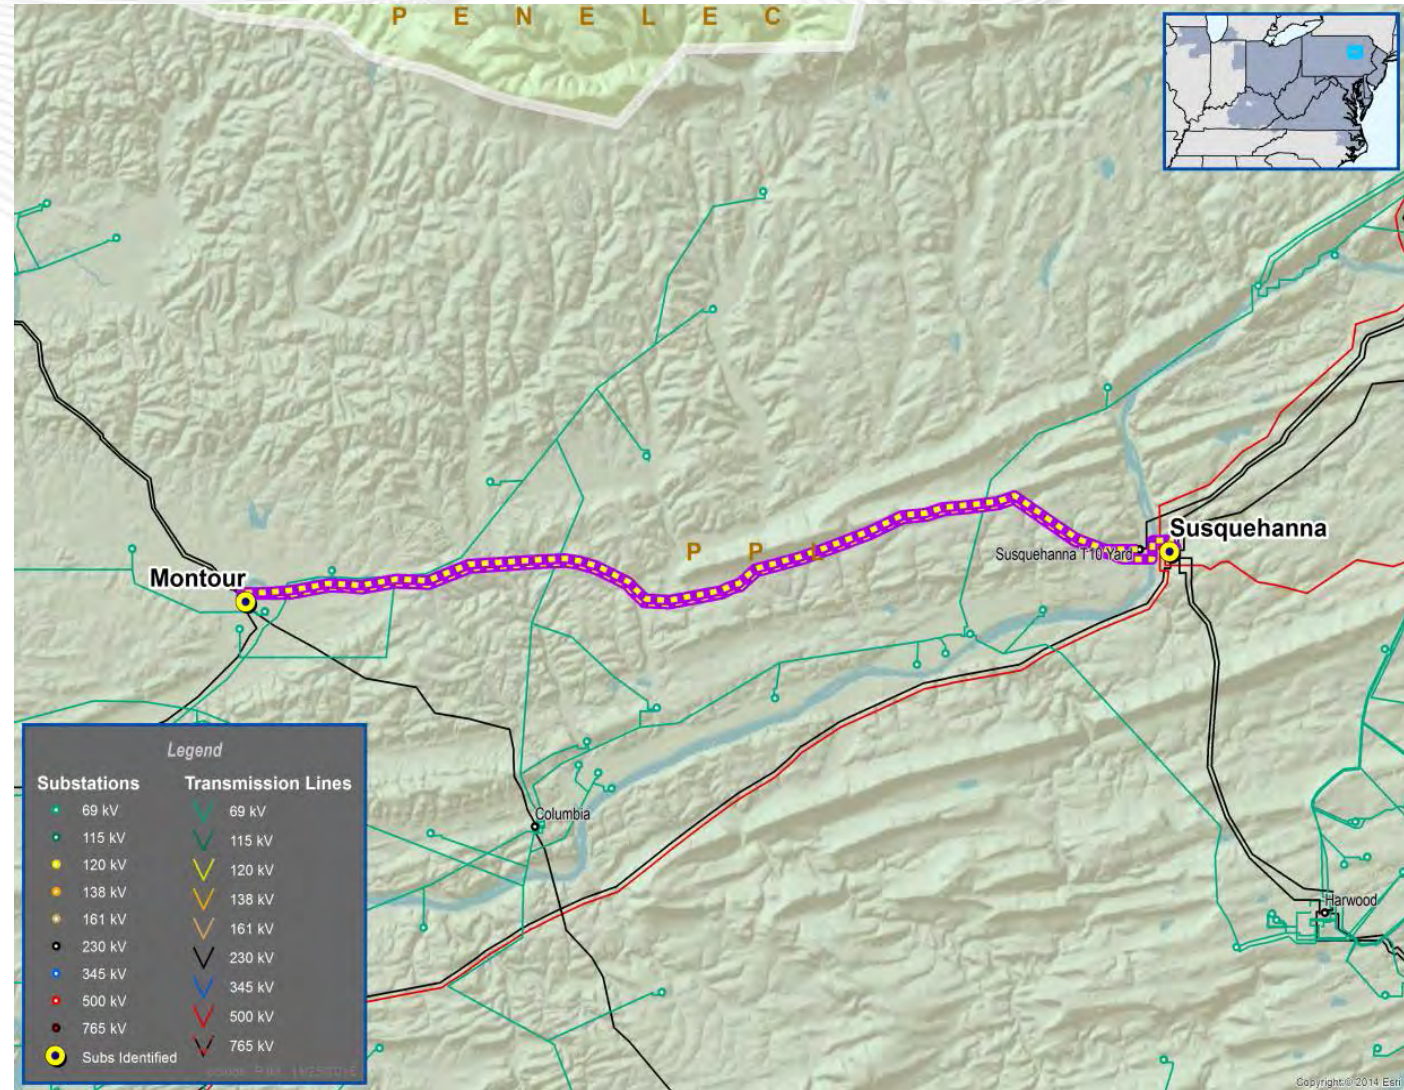 P E N E L E C
Susquehanna
P P L
Susquehanna T10 Yard
Montour
Columbia
Harwood
Legend
Substations Transmission Lines
69 kV 69 kV
115 kV 115 kV
120 kV 120 kV
138 kV 138 kV
161 kV 161 kV
230 kV 230 kV
345 kV 345 kV
500 kV 500 kV
765 kV 765 kV
Subs Identified
Copyright:© 2014 Esri